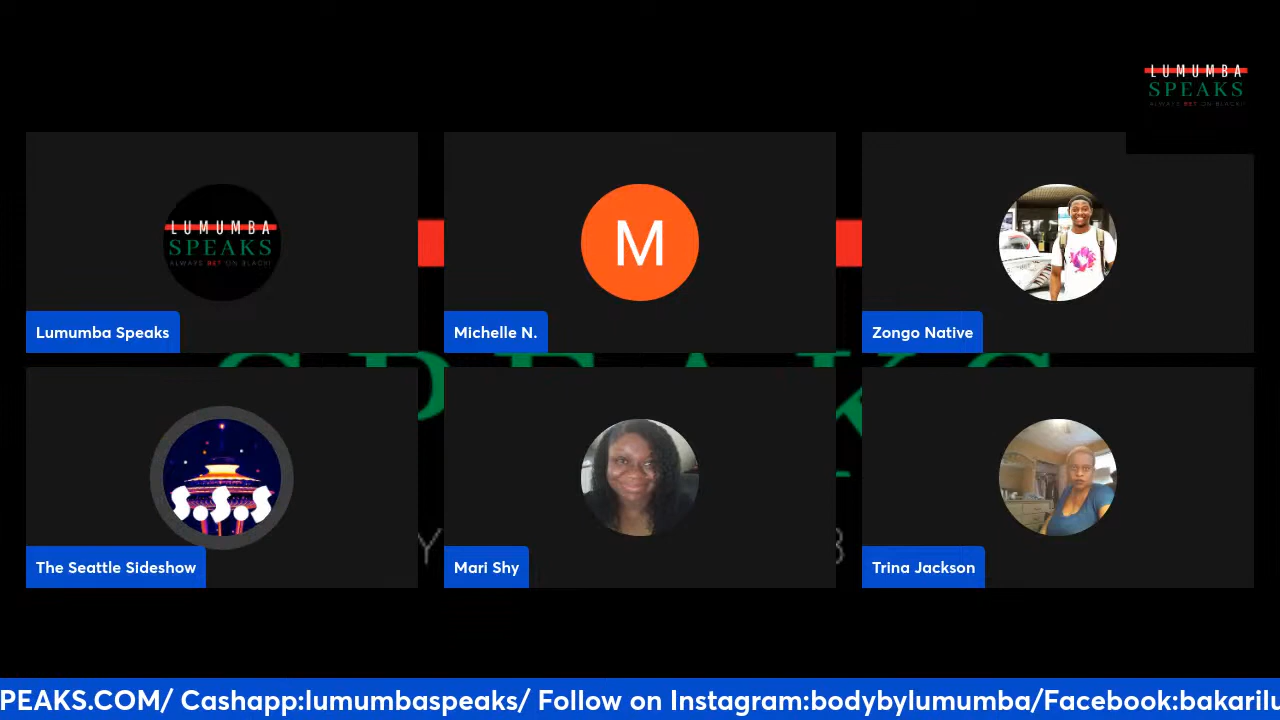 LUMUMBA
SPEAKS
ALWAYS BET ON BLACK!
LUMUMBA
SPEAKS
ALWAYS BET ON BLACK!
M
Lumumba Speaks
Michelle N.
Zongo Native
SPEAKS
S.S.S
Y
B
The Seattle Sideshow
Mari Shy
Trina Jackson
PEAKS.COM/ Cashapp:lumumbaspeaks/ Follow on Instagram:bodybylumumba/Facebook:bakarilu